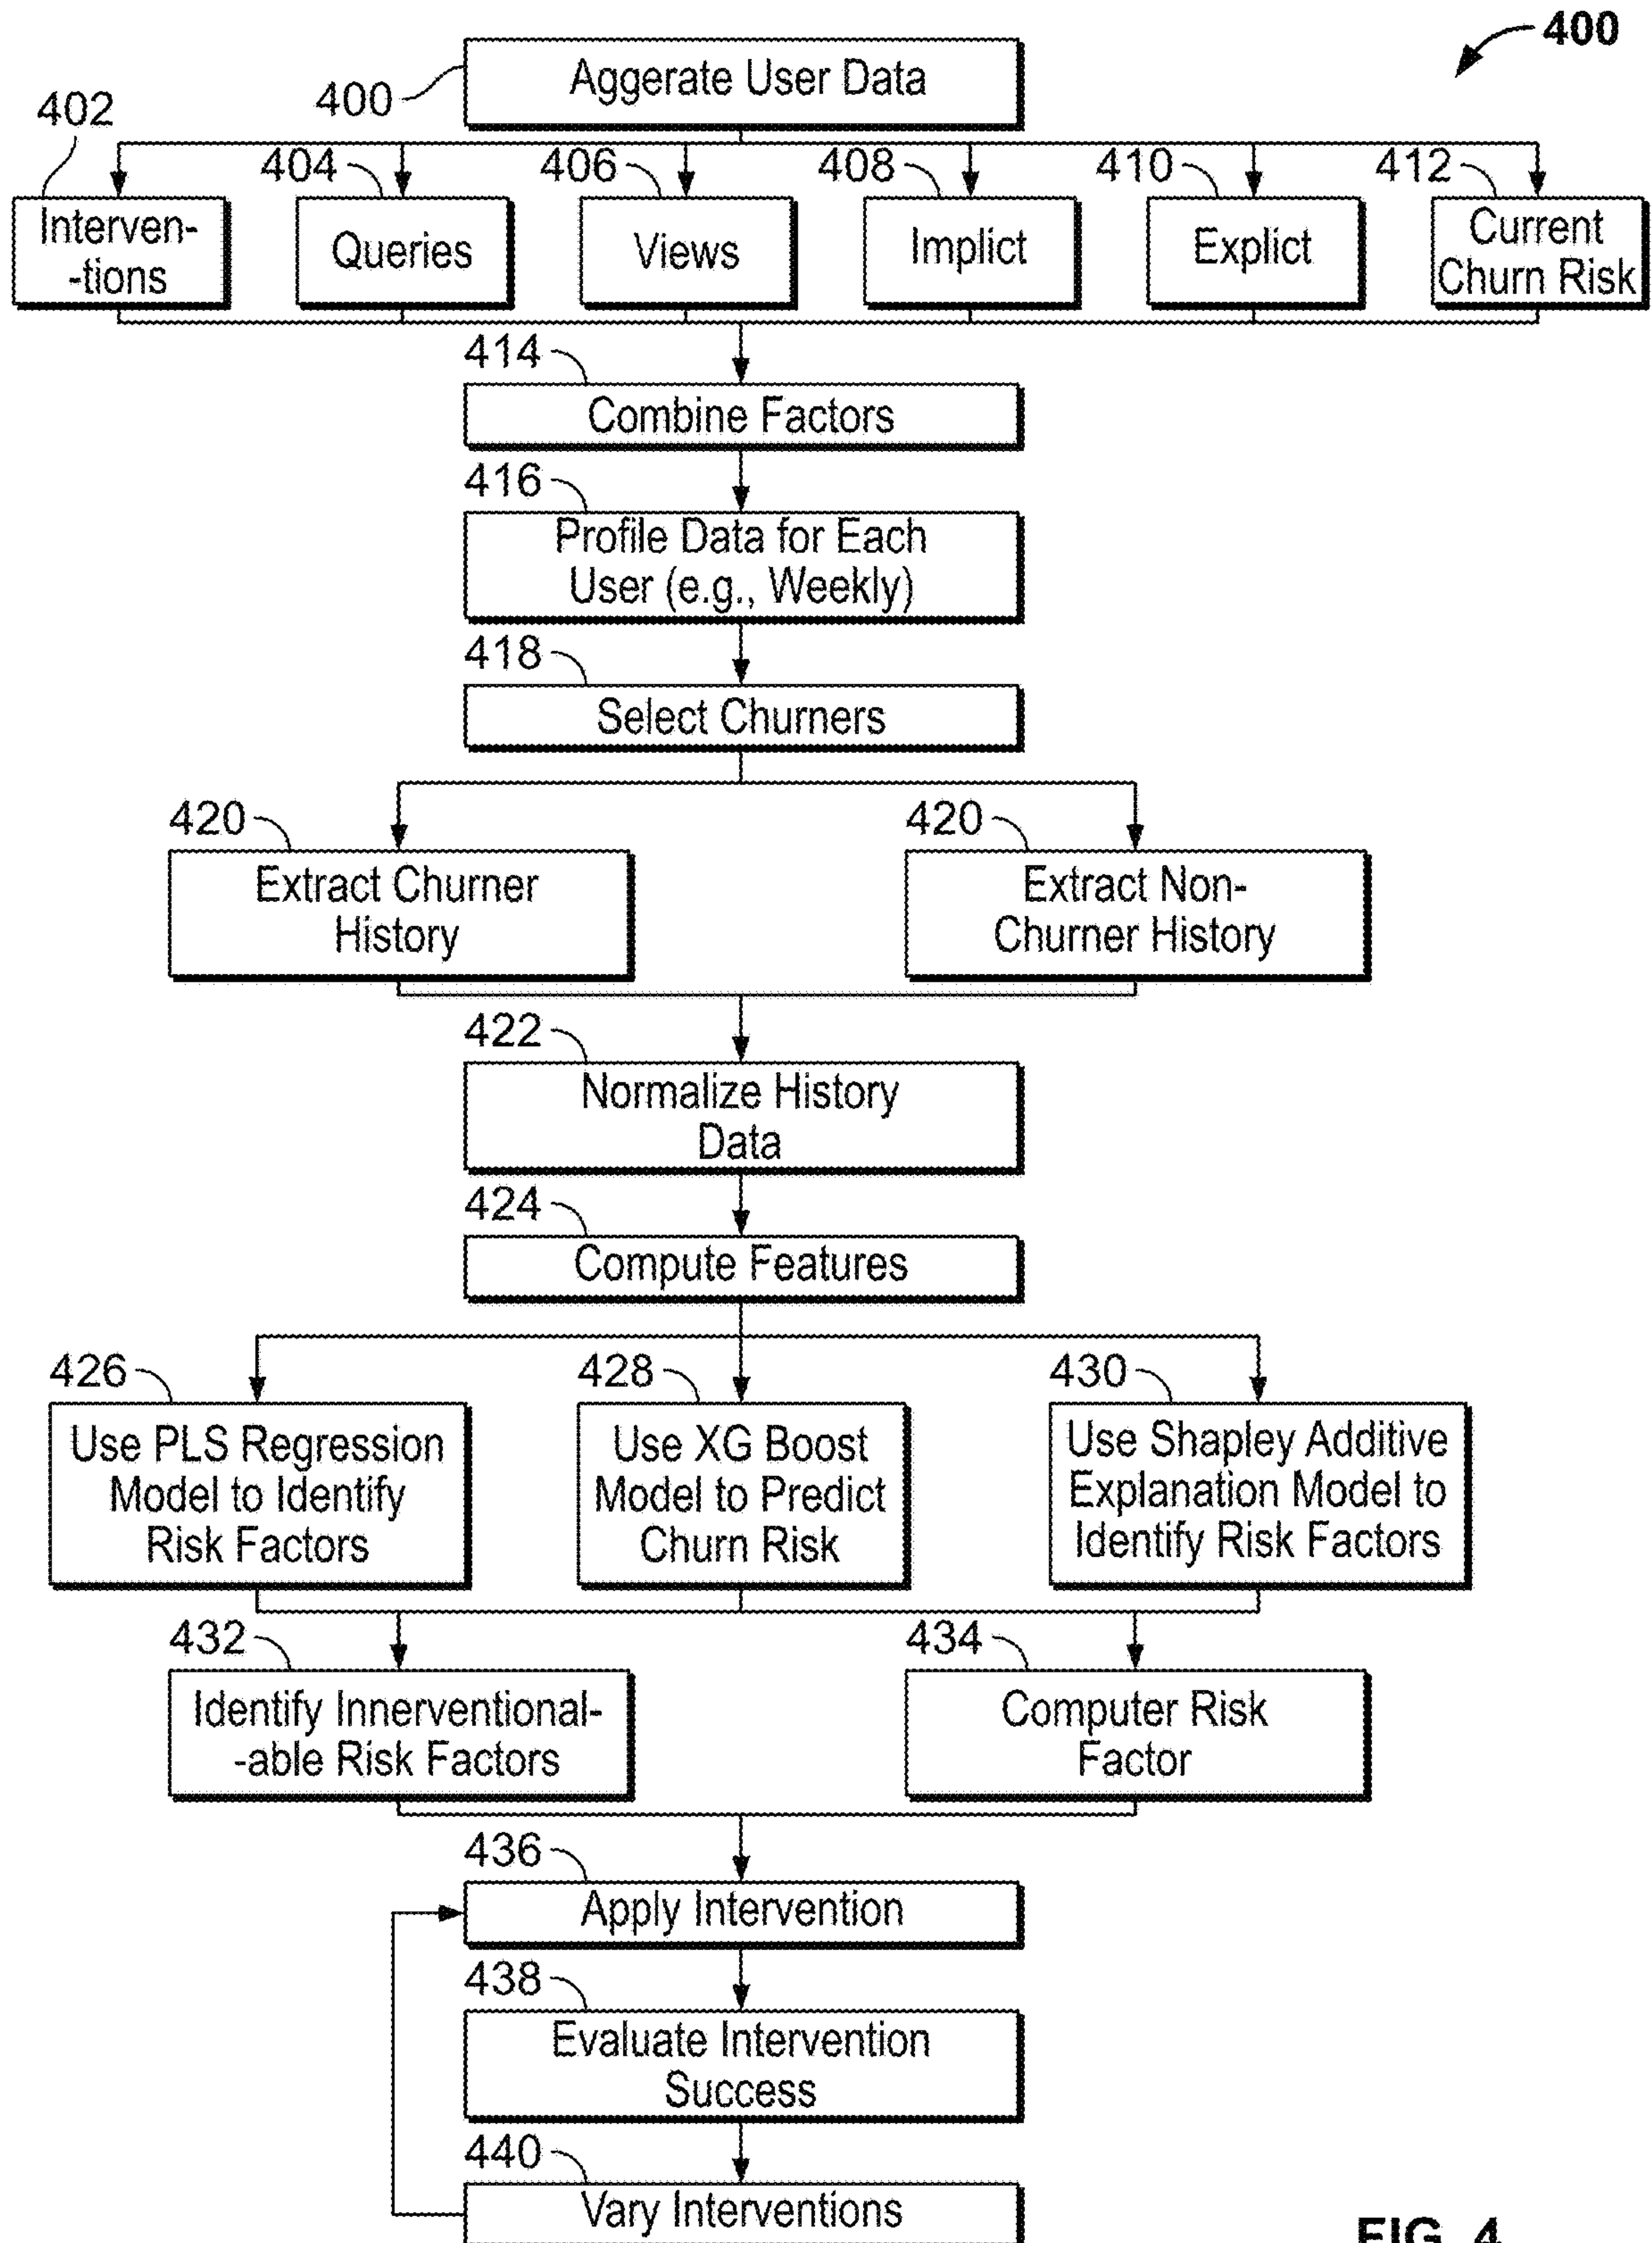 400
Aggerate User Data
400
402
404
406
408
410
412
Interven-
-tions
Queries
Views
Implict
Explict
Current
Churn Risk
414
Combine Factors
416
Profile Data for Each
User (e.g., Weekly)
418
Select Churners
420
Extract Churner
History
420
Extract Non-
Churner History
422
Normalize History
Data
424
Compute Features
426
Use PLS Regression
Model to Identify
Risk Factors
428
Use XG Boost
Model to Predict
Churn Risk
430
Use Shapley Additive
Explanation Model to
Identify Risk Factors
432
Identify Innerventional-
-able Risk Factors
434
Computer Risk
Factor
436
Apply Intervention
438
Evaluate Intervention
Success
440
Vary Interventions
FIG. 4